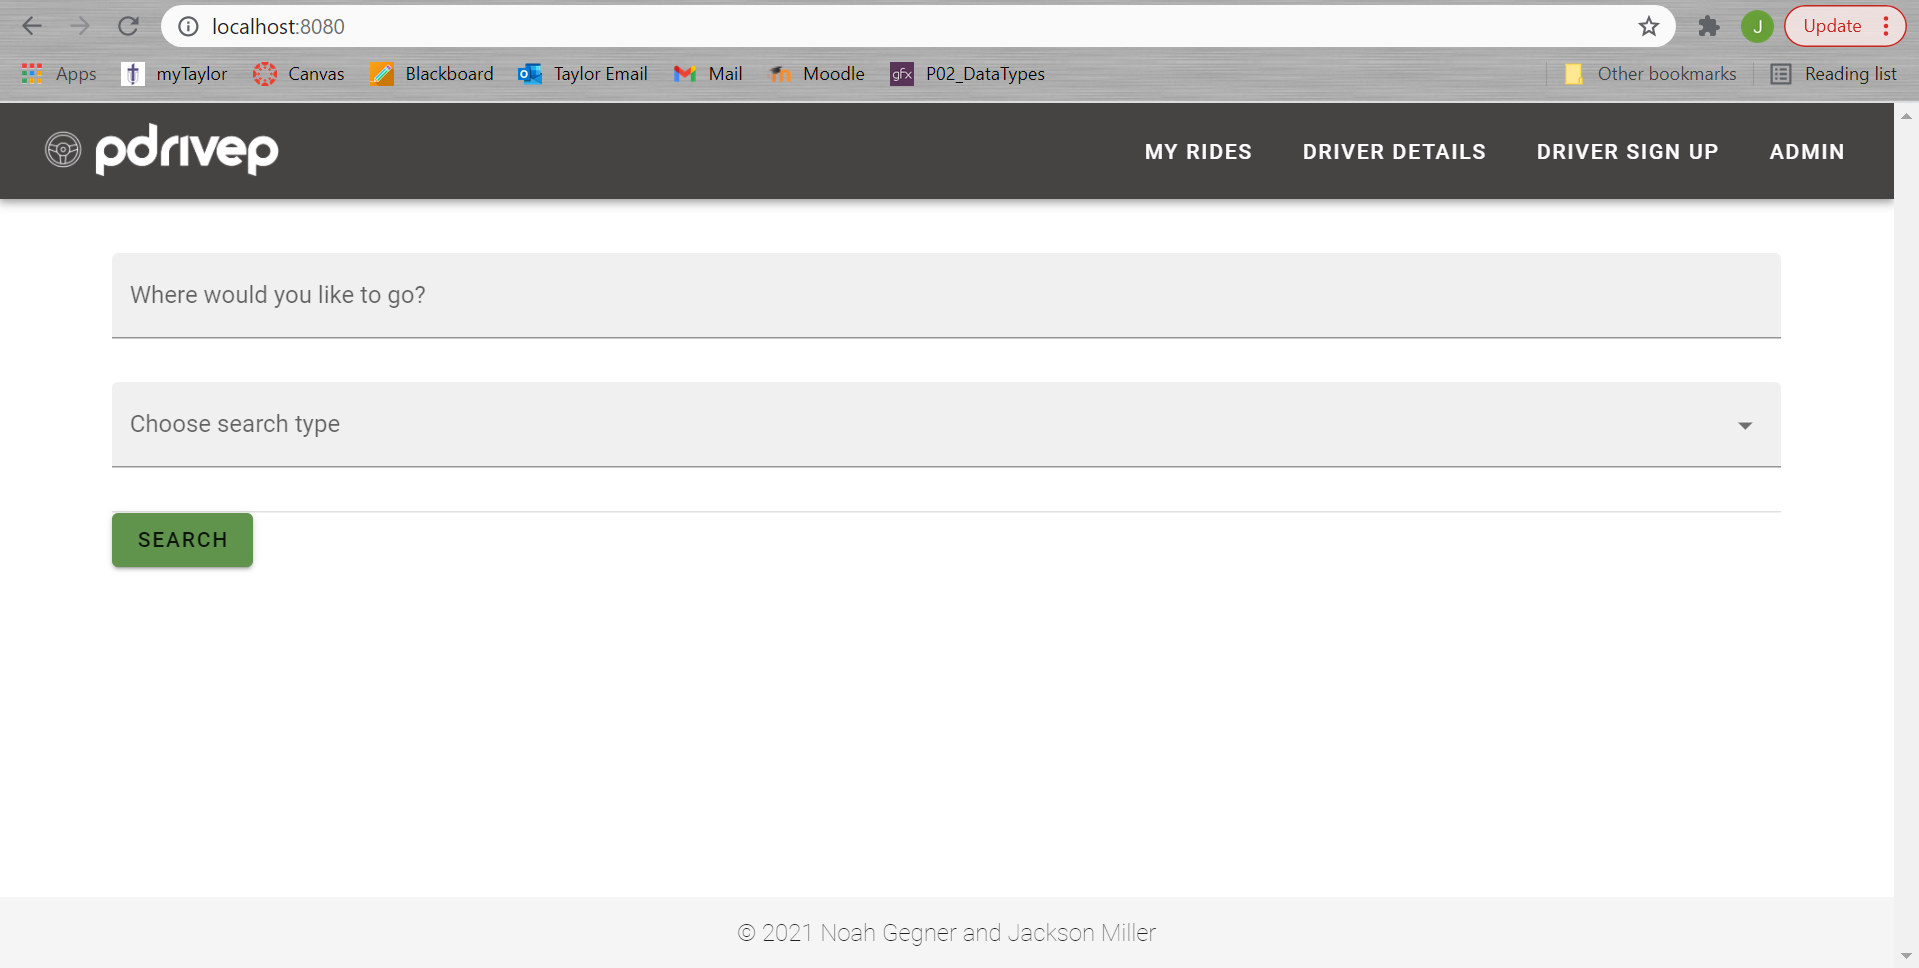 localhost:8080
J
Update
Apps
myTaylor
Canvas
Blackboard
Taylor Email
Mail
Moodle
gfx
P02_DataTypes
Other bookmarks
Reading list
pdrivep
MY RIDES
DRIVER DETAILS
DRIVER SIGN UP
ADMIN
Where would you like to go?
Choose search type
SEARCH
© 2021 Noah Gegner and Jackson Miller